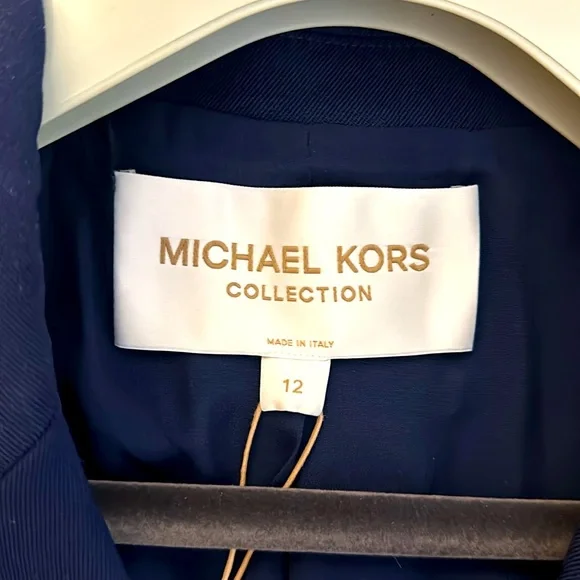 MICHAEL KORS
COLLECTION
MADE IN ITALY
12